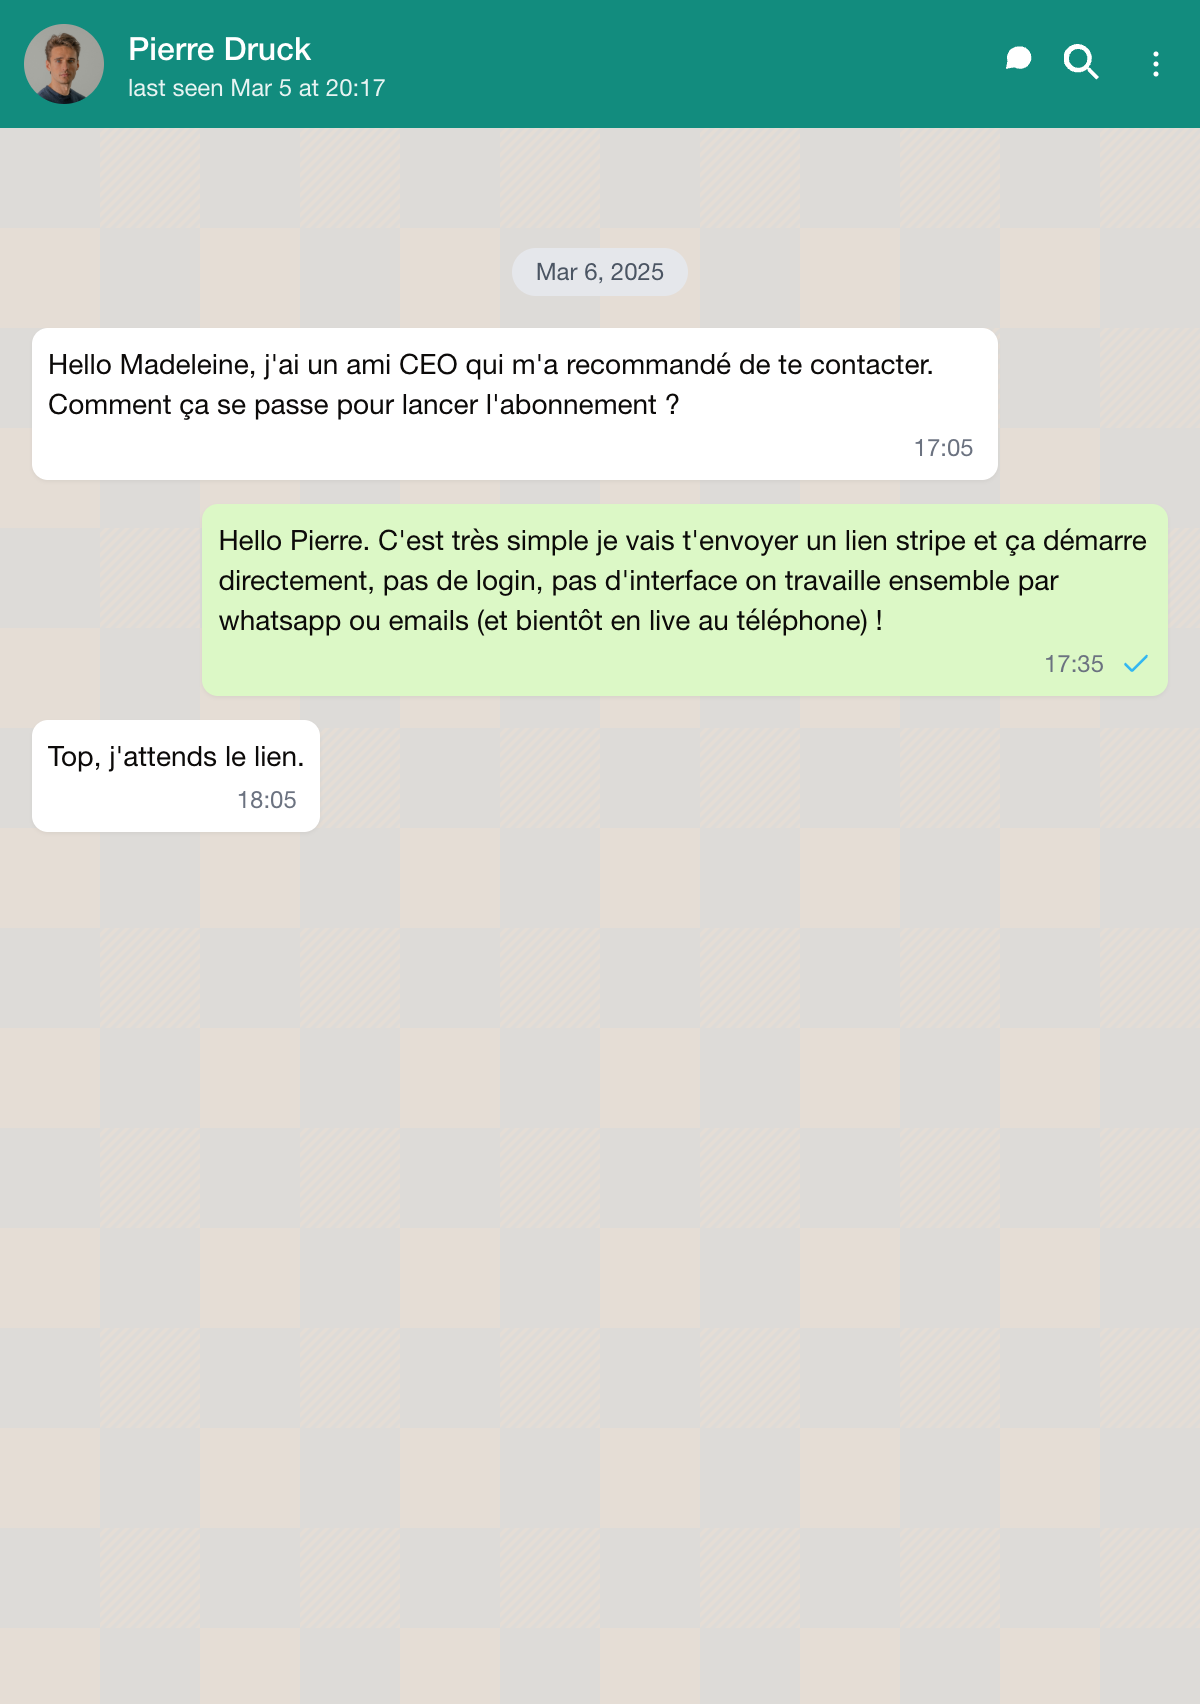 Pierre Druck
last seen Mar 5 at 20:17
Mar 6, 2025
Hello Madeleine, j'ai un ami CEO qui m'a recommandé de te contacter.
Comment ça se passe pour lancer l'abonnement ?
17:05
Hello Pierre. C'est très simple je vais t'envoyer un lien stripe et ça démarre
directement, pas de login, pas d'interface on travaille ensemble par
whatsapp ou emails (et bientôt en live au téléphone) !
17:35
Top, j'attends le lien.
18:05